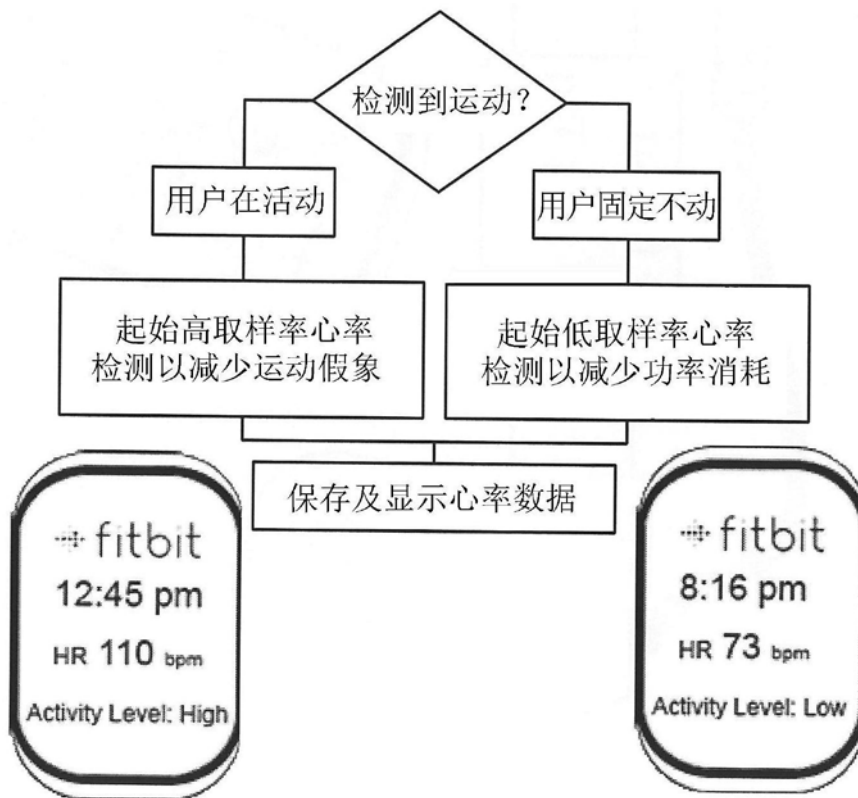 检测到运动？
用户在活动
用户固定不动
起始高取样率心率
检测以减少运动假象
起始低取样率心率
检测以减少功率消耗
保存及显示心率数据
fitbit
12:45 pm
HR 110 bpm
Activity Level: High
fitbit
8:16 pm
HR 73 bpm
Activity Level: Low